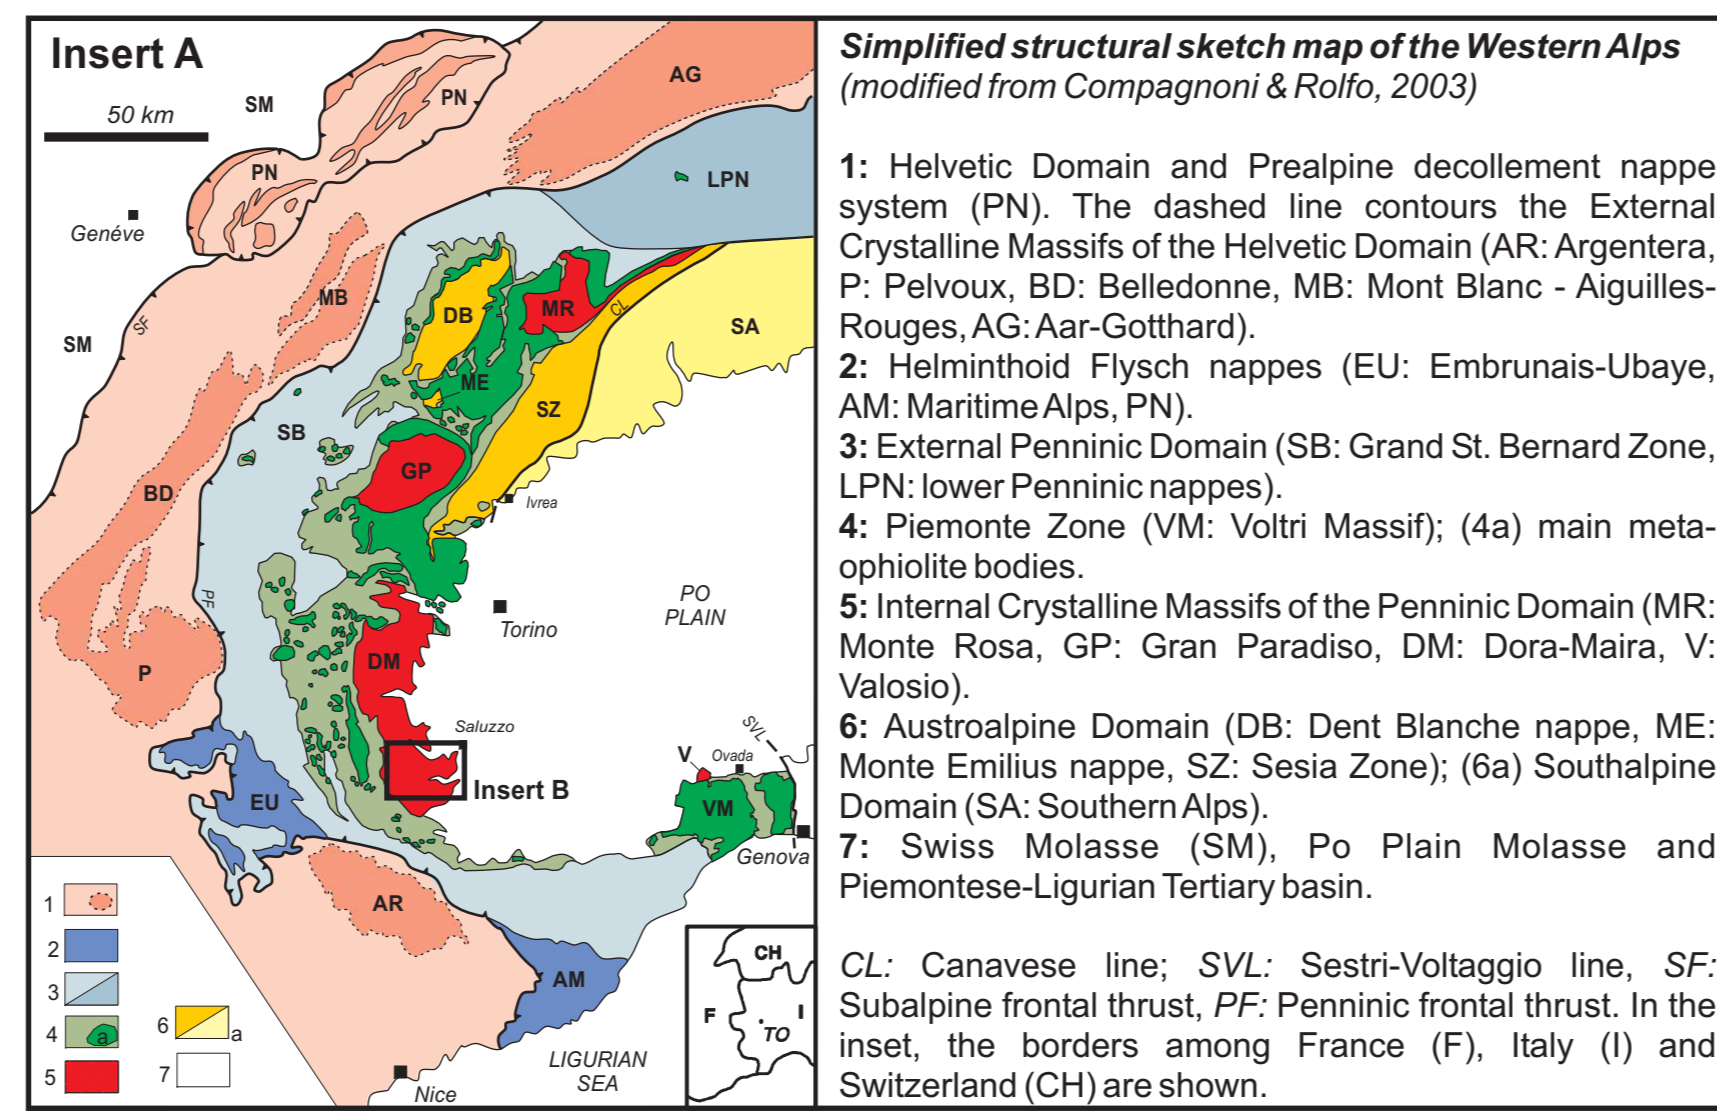 Insert A
50 km
SM
PN
AG
PN
LPN
Genéve
MB
SF
SM
DB
MR
CL
SA
ME
SZ
SB
GP
BD
Ivrea
I
PF
PO
PLAIN
Torino
DM
P
Saluzzo
SVL
V
Ovada
Insert B
EU
VM
Genova
AR
AM
LIGURIAN
SEA
Nice
1
2
3
4
a
5
6
a
7
CH
F
I
TO
Simplified structural sketch map of the Western Alps
(modified from Compagnoni & Rolfo, 2003)
1: Helvetic Domain and Prealpine decollement nappe
system (PN). The dashed line contours the External
Crystalline Massifs of the Helvetic Domain (AR: Argentera,
P: Pelvoux, BD: Belledonne, MB: Mont Blanc - Aiguilles-
Rouges, AG: Aar-Gotthard).
2: Helminthoid Flysch nappes (EU: Embrunais-Ubaye,
AM: Maritime Alps, PN).
3: External Penninic Domain (SB: Grand St. Bernard Zone,
LPN: lower Penninic nappes).
4: Piemonte Zone (VM: Voltri Massif); (4a) main meta-
ophiolite bodies.
5: Internal Crystalline Massifs of the Penninic Domain (MR:
Monte Rosa, GP: Gran Paradiso, DM: Dora-Maira, V:
Valosio).
6: Austroalpine Domain (DB: Dent Blanche nappe, ME:
Monte Emilius nappe, SZ: Sesia Zone); (6a) Southalpine
Domain (SA: Southern Alps).
7: Swiss Molasse (SM), Po Plain Molasse and
Piemontese-Ligurian Tertiary basin.
CL: Canavese line; SVL: Sestri-Voltaggio line, SF:
Subalpine frontal thrust, PF: Penninic frontal thrust. In the
inset, the borders among France (F), Italy (I) and
Switzerland (CH) are shown.